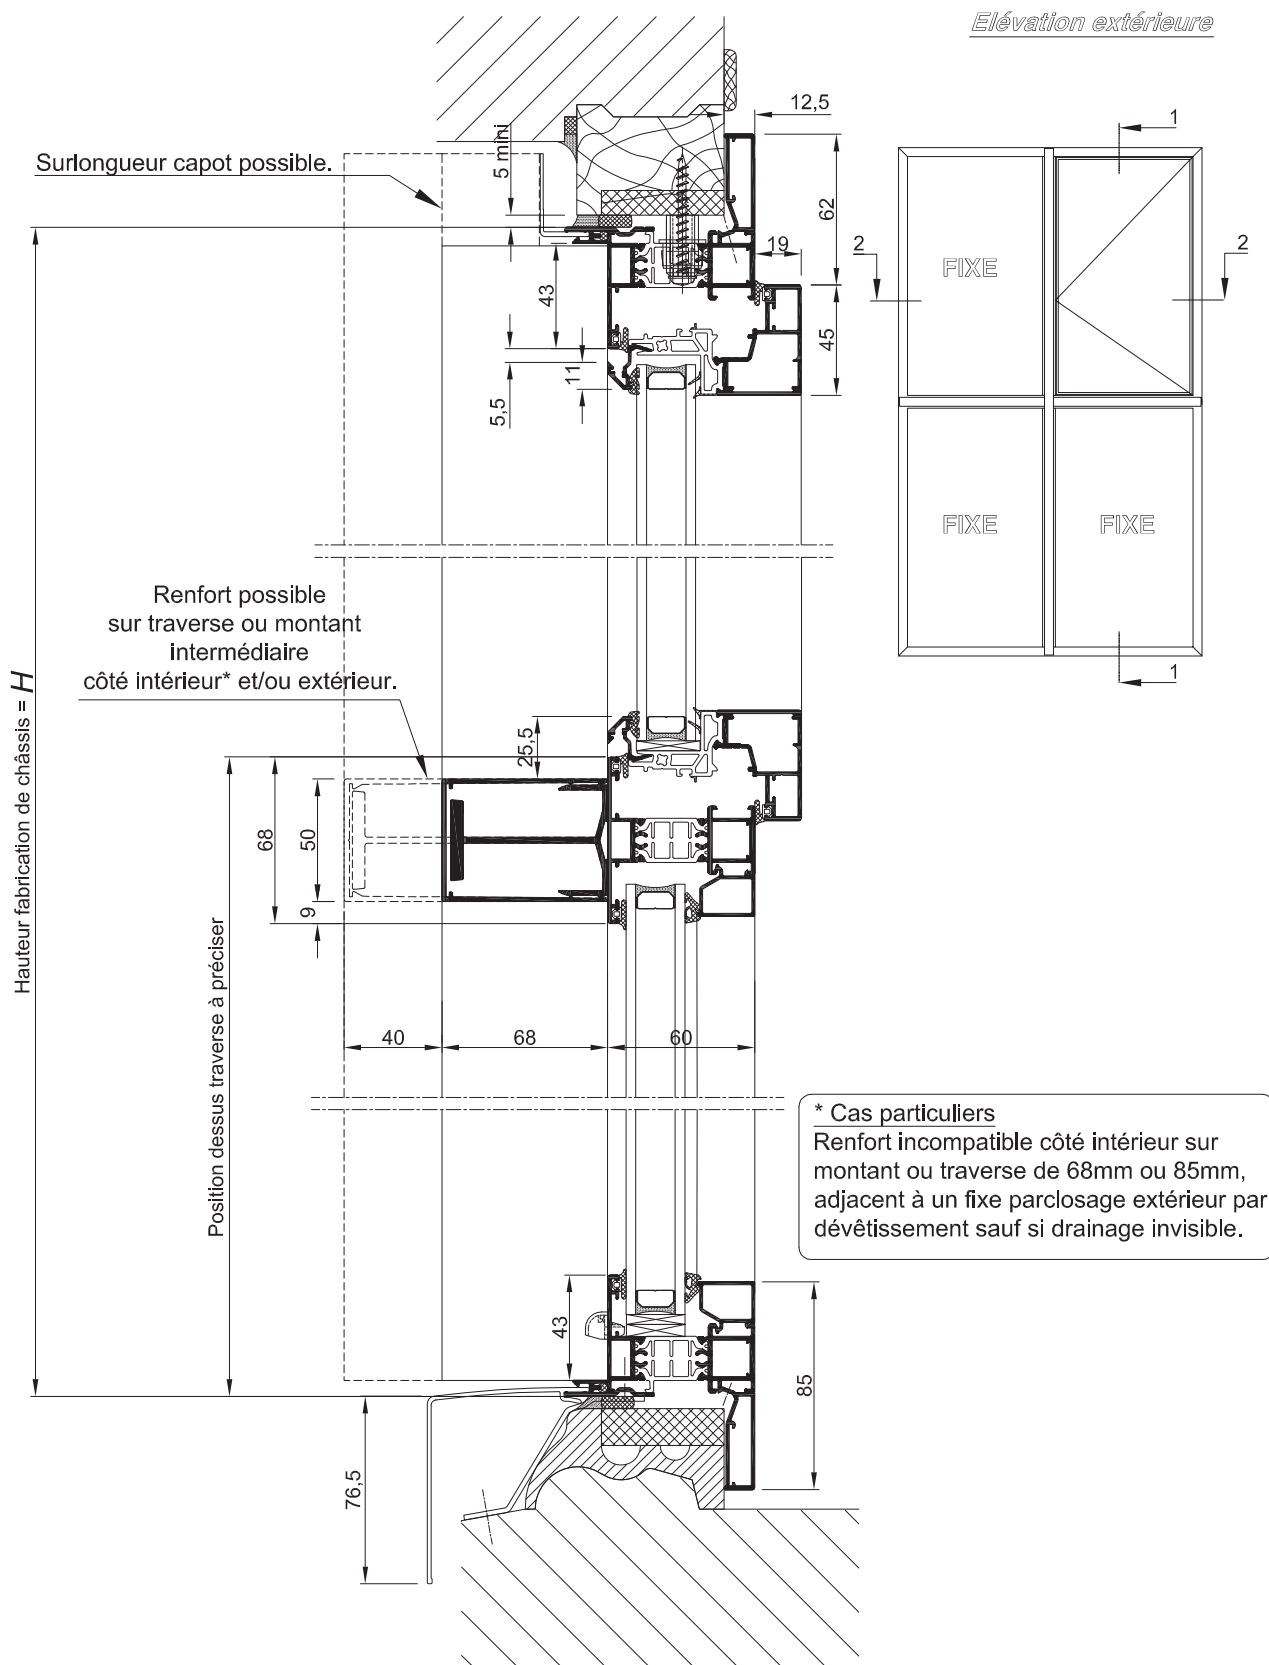 Elévation extérieure
12,5
1
5 mini
Surlongueur capot possible.
62
19
2
FIXE
2
43
45
11
5,5
FIXE
FIXE
Renfort possible
sur traverse ou montant
intermédiaire
côté intérieur* et/ou extérieur.
1
Hauteur fabrication de châssis = H
25,5
68
50
9
Position dessus traverse à préciser
40
68
60
* Cas particuliers
Renfort incompatible côté intérieur sur
montant ou traverse de 68mm ou 85mm,
adjacent à un fixe parclosage extérieur par
dévêtissement sauf si drainage invisible.
43
85
76,5